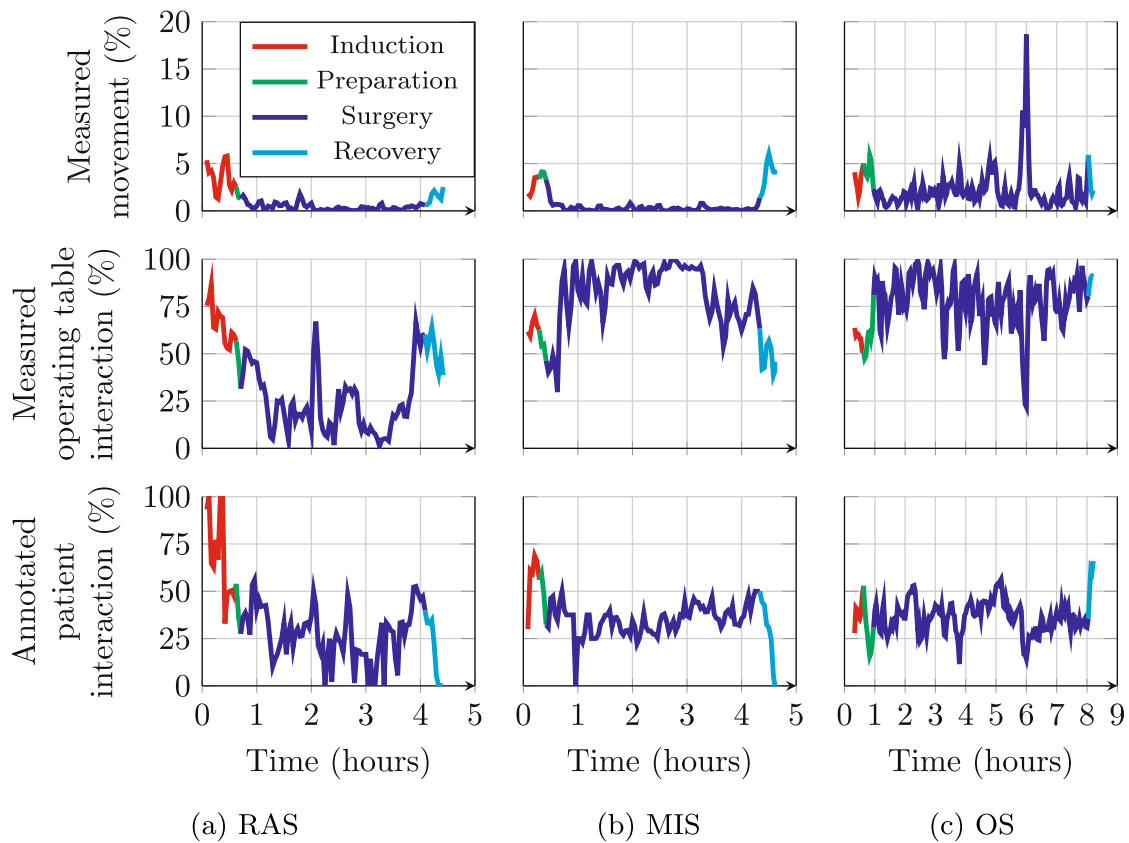 Measured
movement (%)
20
15
10
5
0
Induction
Preparation
Surgery
Recovery
Measured
operating table
interaction (%)
100
75
50
25
0
Annotated
patient
interaction (%)
100
75
50
25
0
0 1 2 3 4 5
0 1 2 3 4 5
0 1 2 3 4 5 6 7 8 9
Time (hours)
Time (hours)
Time (hours)
(a) RAS
(b) MIS
(c) OS